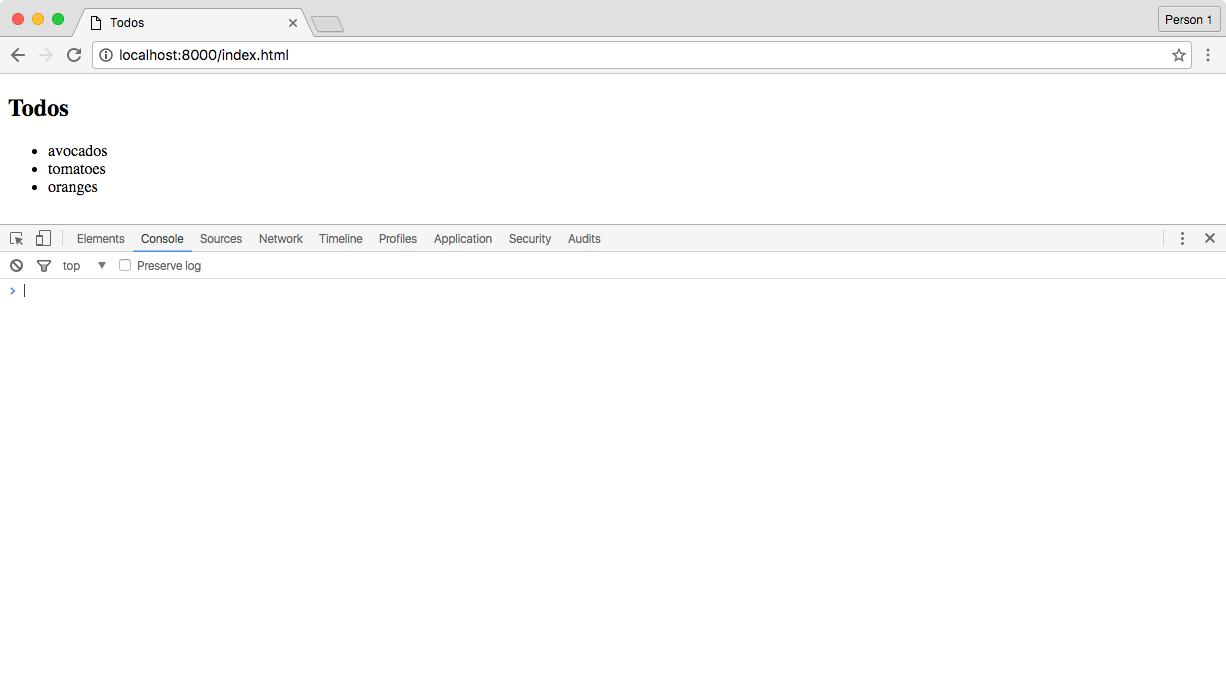 Todos
Person 1
localhost:8000/index.html
Todos
• avocados
• tomatoes
• oranges
Elements Console Sources Network Timeline Profiles Application Security Audits
top Preserve log